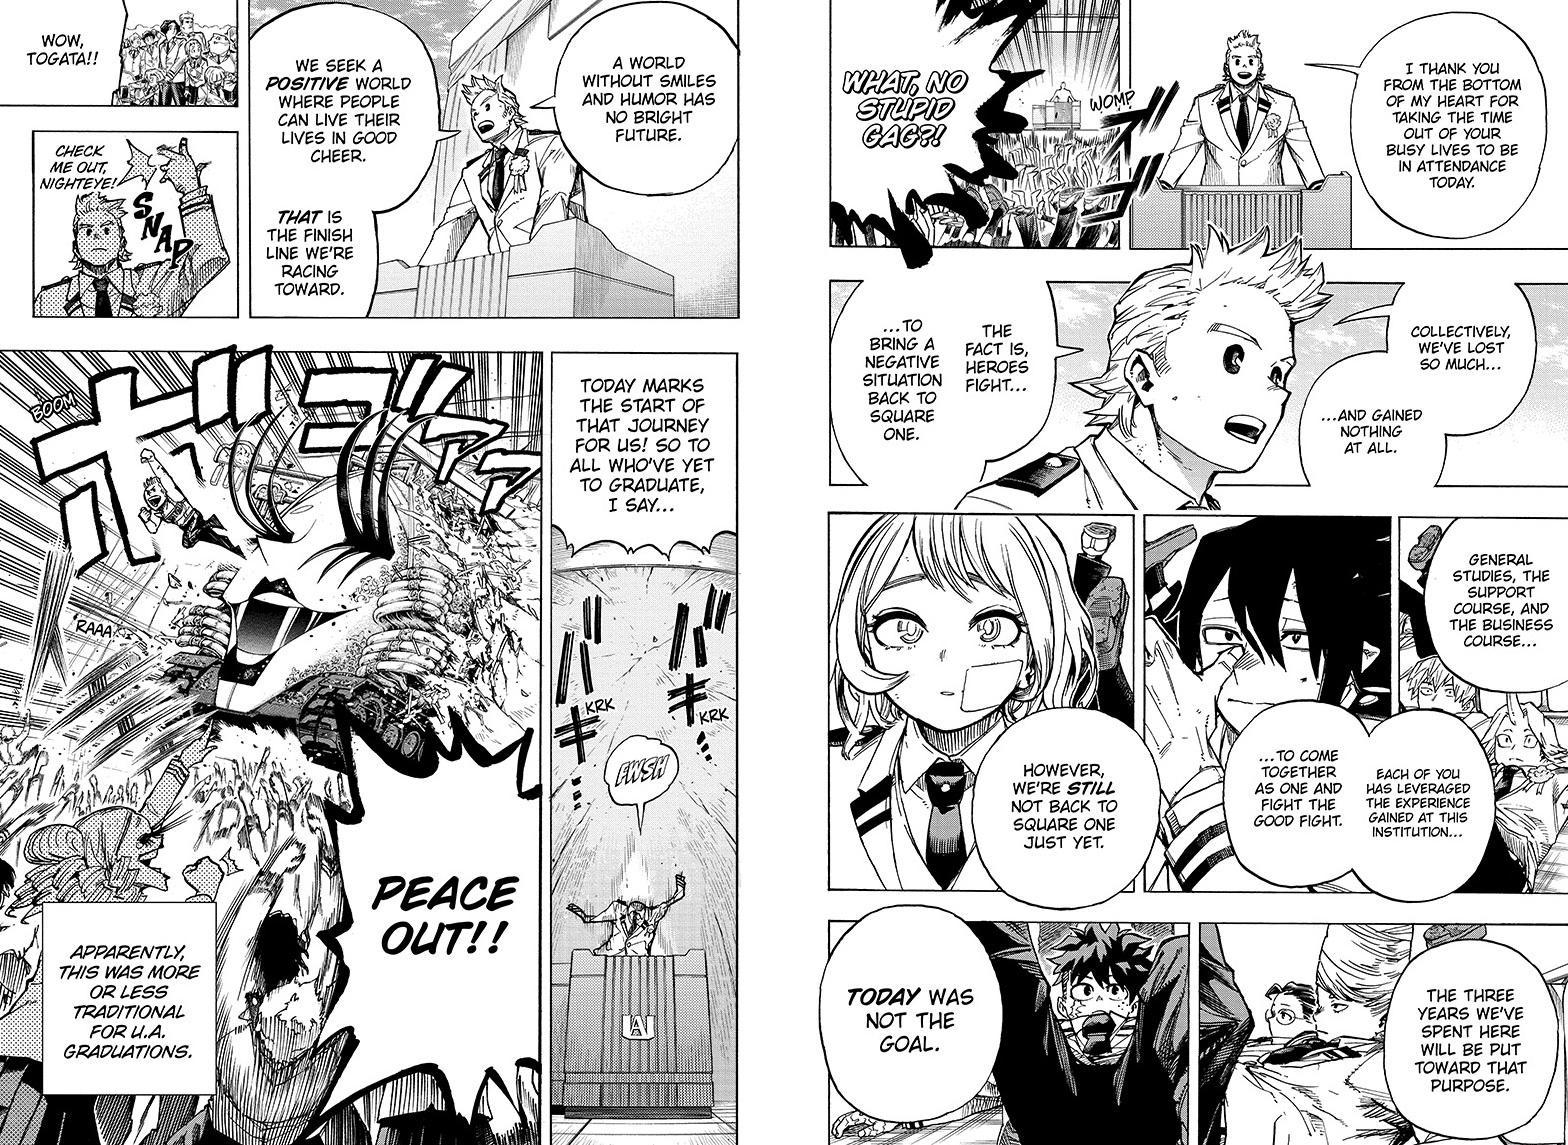 I THANK YOU
FROM THE BOTTOM
OF MY HEART FOR
TAKING THE TIME
OUT OF YOUR
BUSY LIVES TO BE
IN ATTENDANCE
TODAY.
WHAT, NO
STUPID
GAG?!
WOMP
ズズ
COLLECTIVELY,
WE'VE LOST
SO MUCH...
...AND GAINED
NOTHING
AT ALL.
THE
FACT IS,
HEROES
FIGHT...
...TO
BRING A
NEGATIVE
SITUATION
BACK TO
SQUARE
ONE.
GENERAL
STUDIES, THE
SUPPORT
COURSE, AND
THE BUSINESS
COURSE...
EACH OF YOU
HAS LEVERAGED
THE EXPERIENCE
GAINED AT THIS
INSTITUTION...
...TO COME
TOGETHER
AS ONE AND
FIGHT THE
GOOD FIGHT.
HOWEVER,
WE'RE STILL
NOT BACK TO
SQUARE ONE
JUST YET.
THE THREE
YEARS WE'VE
SPENT HERE
WILL BE PUT
TOWARD THAT
PURPOSE.
TODAY WAS
NOT THE
GOAL.
A WORLD
WITHOUT SMILES
AND HUMOR HAS
NO BRIGHT
FUTURE.
WE SEEK A
POSITIVE WORLD
WHERE PEOPLE
CAN LIVE THEIR
LIVES IN GOOD
CHEER.
THAT IS
THE FINISH
LINE WE'RE
RACING
TOWARD.
WOW,
TOGATA!!
CHECK
ME OUT,
NIGHTEYE!
SNAP
TODAY MARKS
THE START OF
THAT JOURNEY
FOR US! SO TO
ALL WHO'VE YET
TO GRADUATE,
I SAY...
KRK
KRK
FWSH
UA
BOOM
ボゴァァ
RAAA
PEACE
OUT!!
APPARENTLY,
THIS WAS MORE
OR LESS
TRADITIONAL
FOR U.A.
GRADUATIONS.